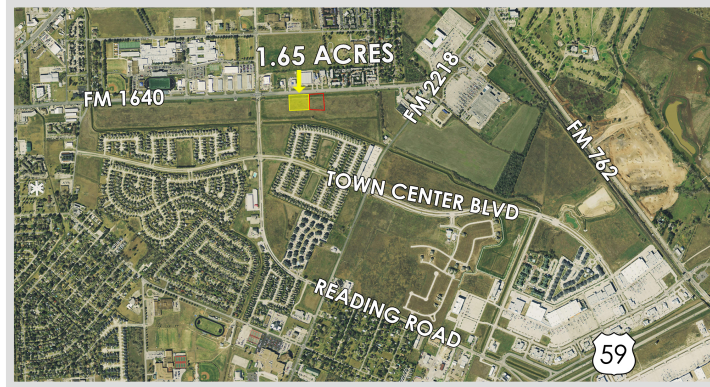 1.65 ACRES
FM 1640
FM 2218
FM 762
TOWN CENTER BLVD
READING ROAD
59